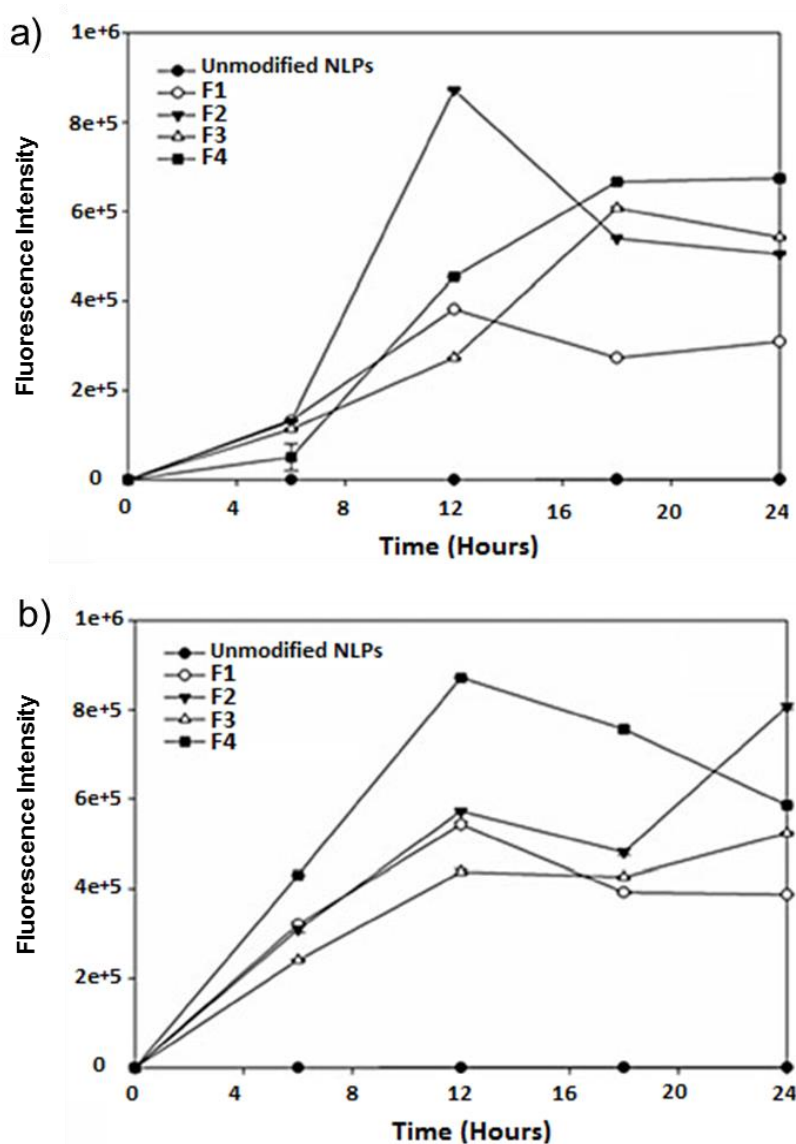 a)
Fluorescence Intensity
1e+6
8e+5
6e+5
4e+5
2e+5
0
Unmodified NLPs
F1
F2
F3
F4
0 4 8 12 16 20 24
Time (Hours)
b)
Fluorescence Intensity
1e+6
8e+5
6e+5
4e+5
2e+5
0
Unmodified NLPs
F1
F2
F3
F4
0 4 8 12 16 20 24
Time (Hours)